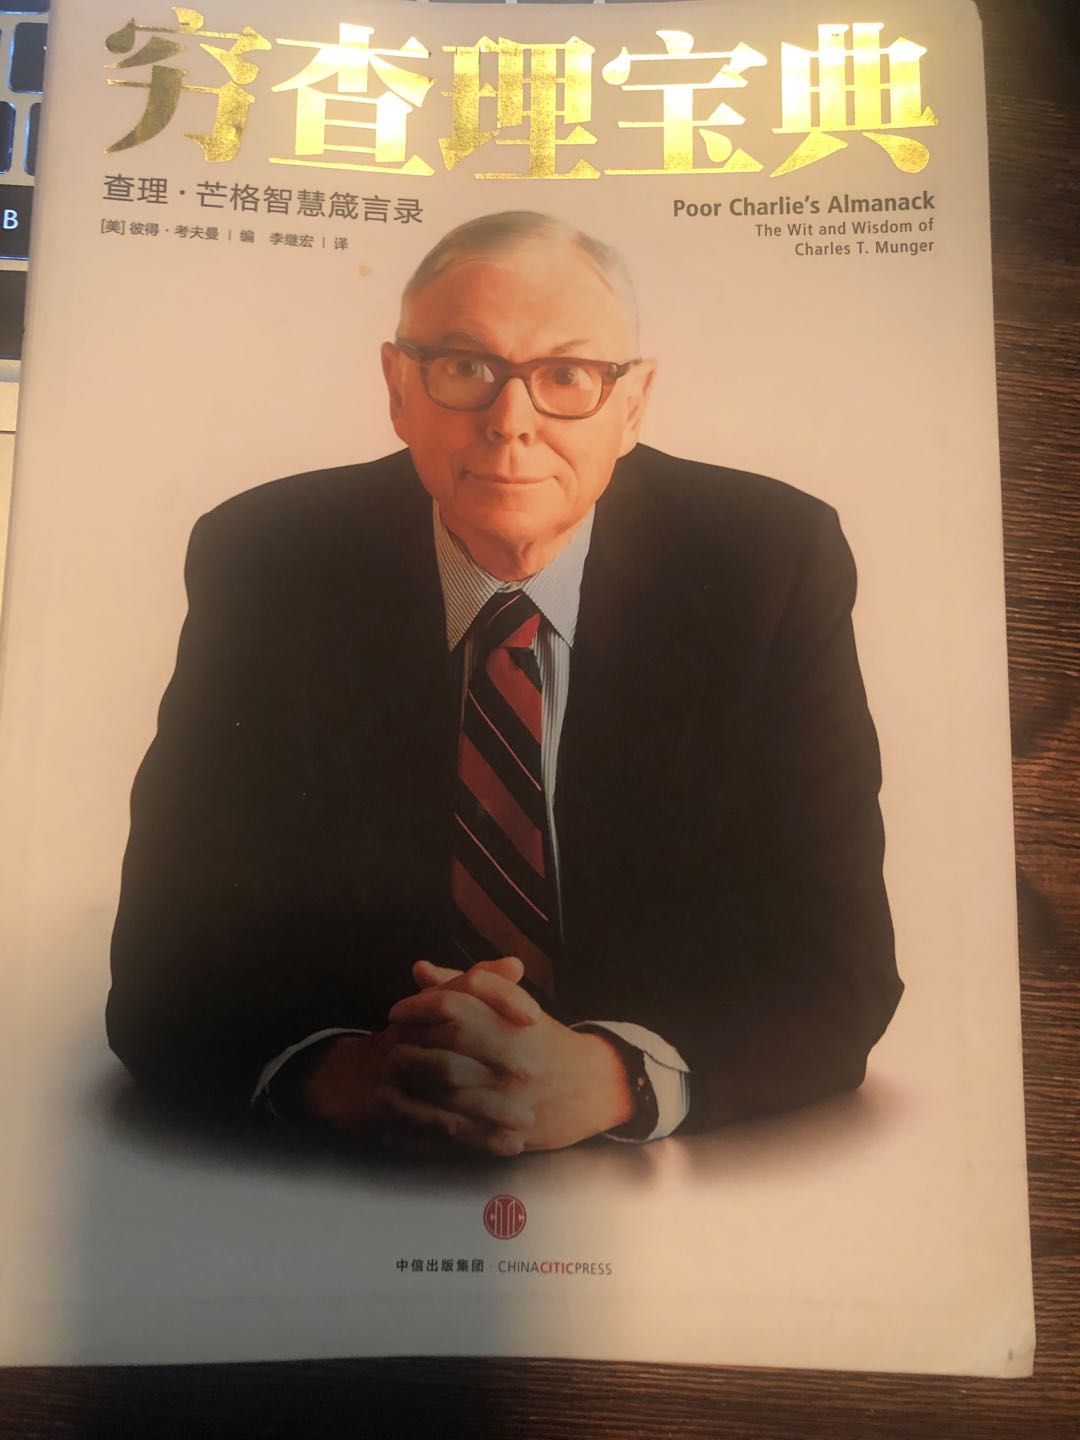 穷查理宝典
查理·芒格智慧箴言录
[美] 彼得·考夫曼 | 编 李继宏 | 译
Poor Charlie's Almanack
The Wit and Wisdom of
Charles T. Munger
B
中信出版集团·CHINACITICPRESS